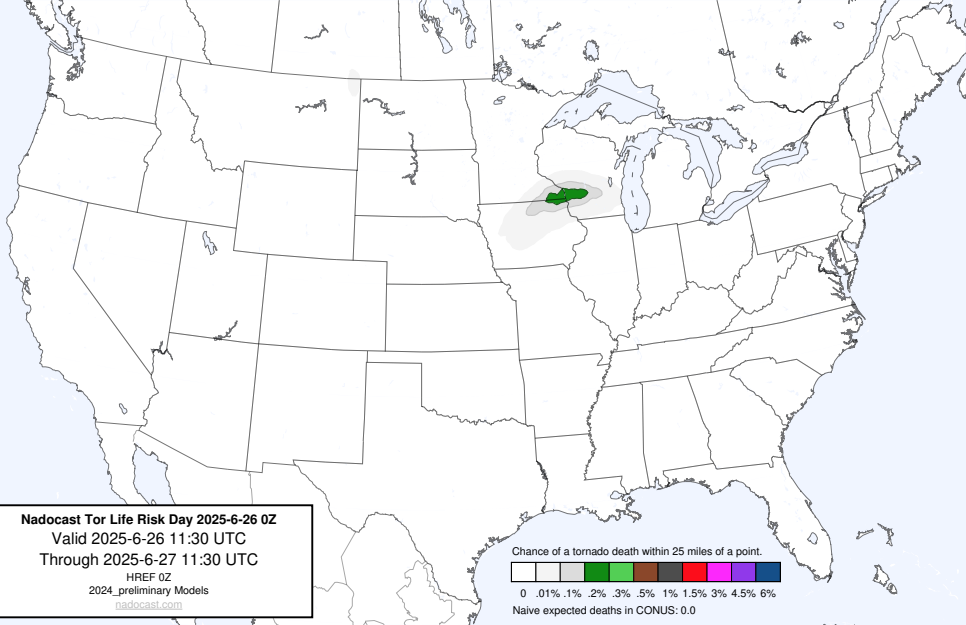 Nadocast Tor Life Risk Day 2025-6-26 0Z
Valid 2025-6-26 11:30 UTC
Through 2025-6-27 11:30 UTC
HREF 0Z
2024_preliminary Models
nadocast.com
Chance of a tornado death within 25 miles of a point.
0 .01% .1% .2% .3% .5% 1% 1.5% 3% 4.5% 6%
Naive expected deaths in CONUS: 0.0